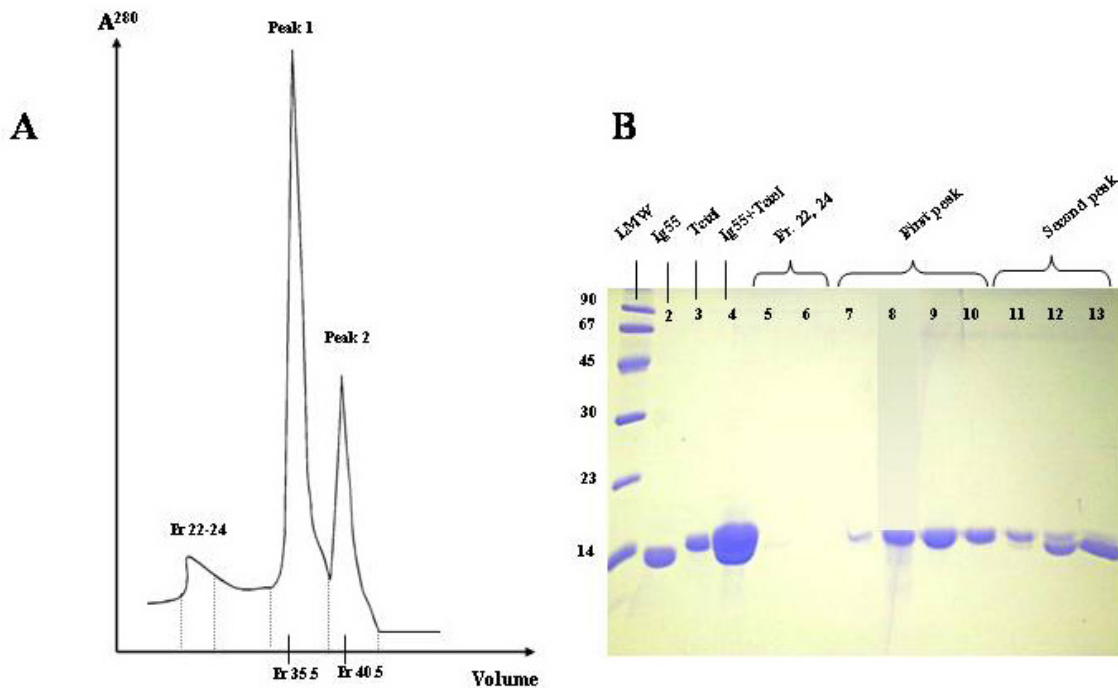 A
A280
Peak 1
Peak 2
Fr 22-24
Fr 35.5
Fr 40.5
Volume
B
LMW
Ig55
TctexI
Ig55+TctexI
Fr. 22, 24
First peak
Second peak
90
67
45
30
23
14
2
3
4
5
6
7
8
9
10
11
12
13